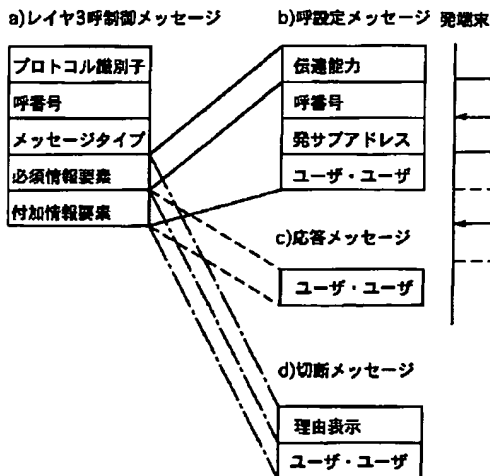 a)レイヤ3呼制御メッセージ
プロトコル識別子
呼番号
メッセージタイプ
必須情報要素
付加情報要素
b)呼設定メッセージ
伝達能力
呼番号
発サブアドレス
ユーザ・ユーザ
c)応答メッセージ
ユーザ・ユーザ
d)切断メッセージ
理由表示
ユーザ・ユーザ
発端末